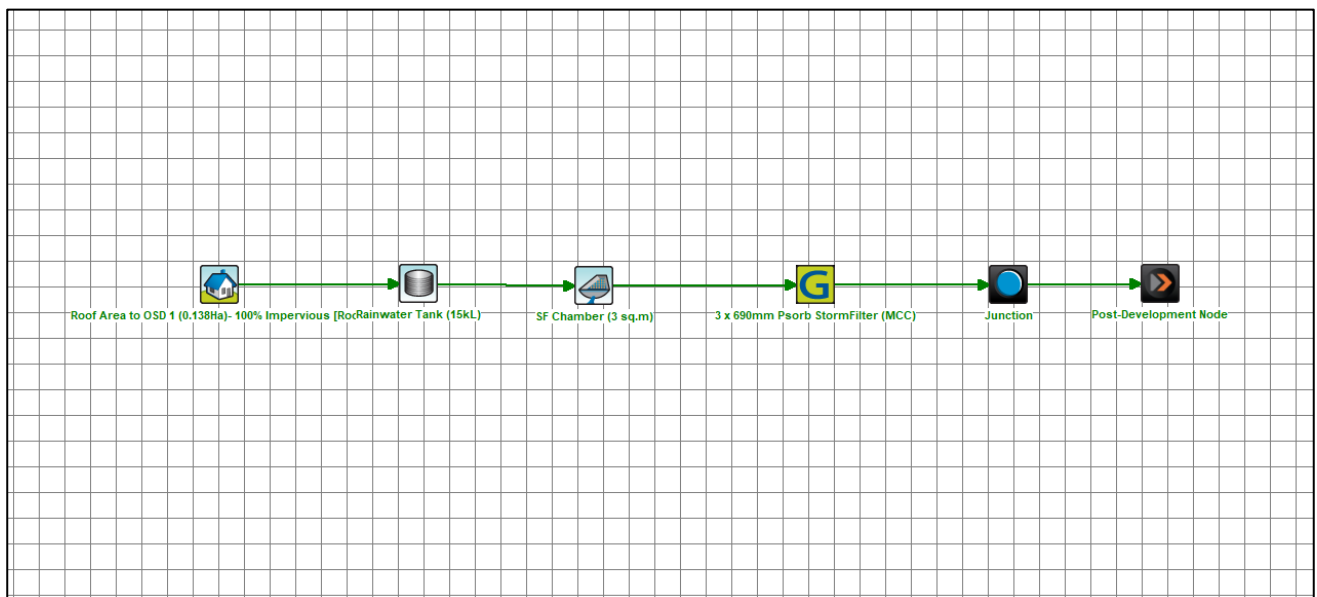 Roof Area to OSD 1 (0.138Ha)- 100% Impervious [Roo
Rainwater Tank (15kL)
SF Chamber (3 sq.m)
G
3 x 690mm Psorb StormFilter (MCC)
Junction
Post-Development Node